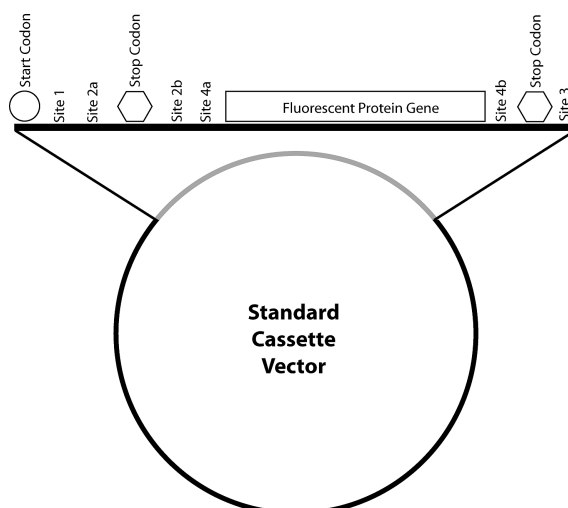 Start Codon
Site 1
Site 2a
Stop Codon
Site 2b
Site 4a
Fluorescent Protein Gene
Site 4b
Stop Codon
Site 3
Standard
Cassette
Vector